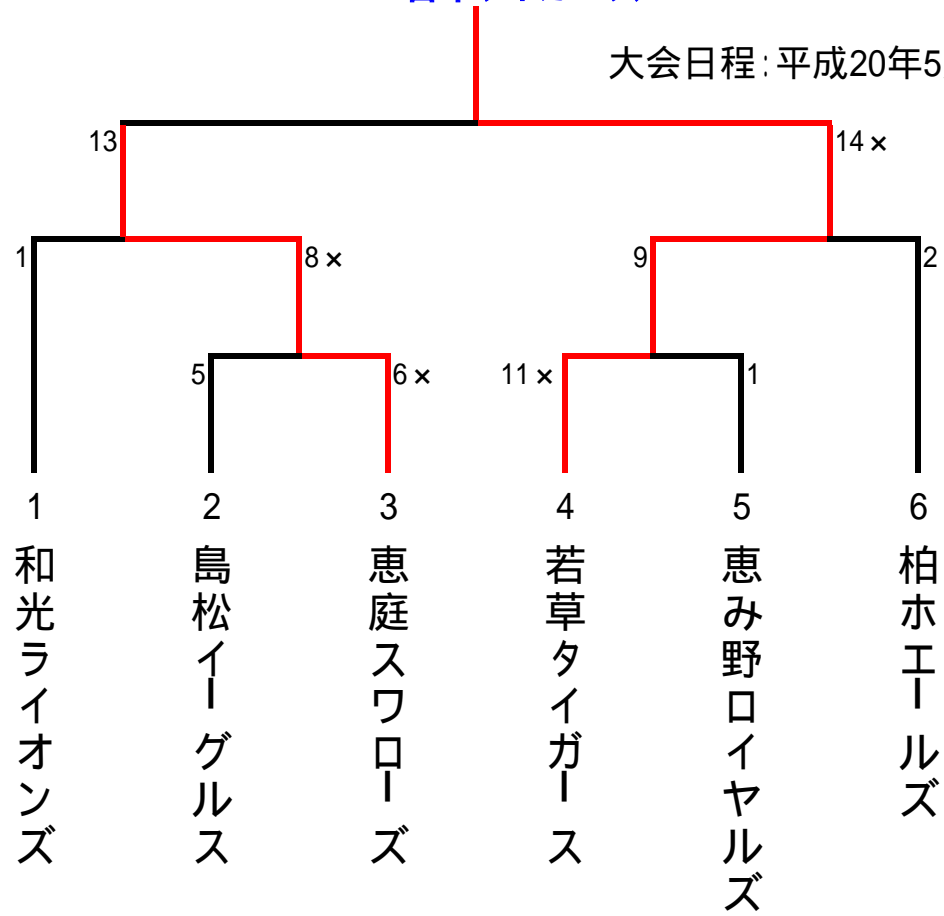 大会日程:平成20年5
13
14×
1
8×
9
2
5
6×
11×
1
1
2
3
4
5
6
和光ライオンズ
島松イーグルス
恵庭スワローズ
若草タイガース
恵み野ロイヤルズ
柏ホエールズ